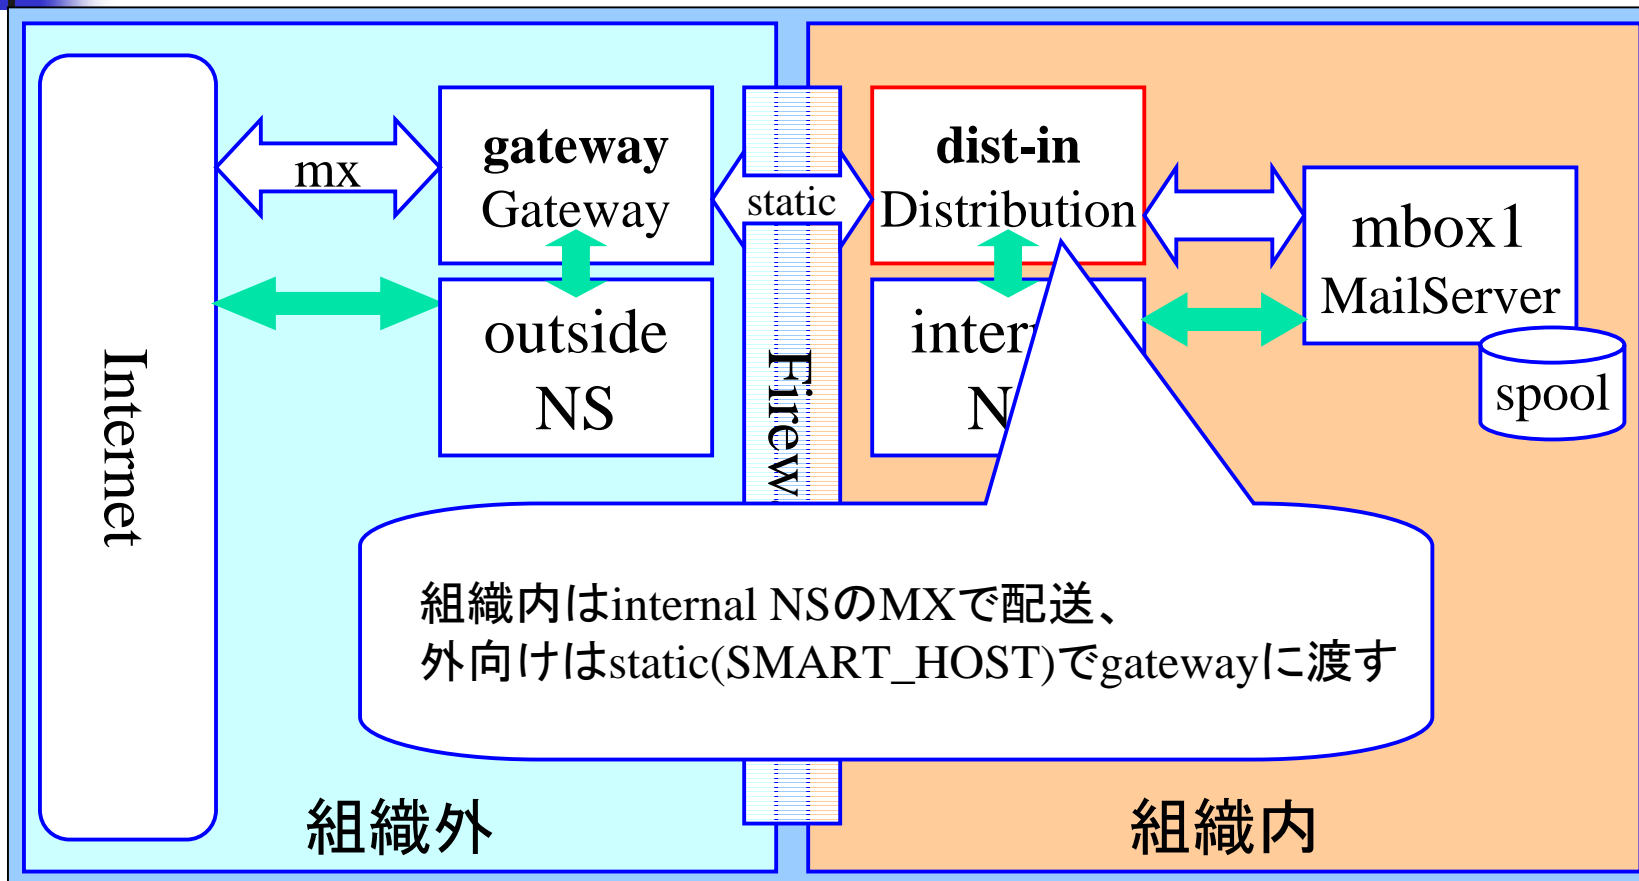 Internet
mx
gateway
Gateway
outside
NS
static
dist-in
Distribution
mbox1
MailServer
spool
組織内はinternal NSのMXで配送、
外向けはstatic(SMART_HOST)でgatewayに渡す
組織外
組織内